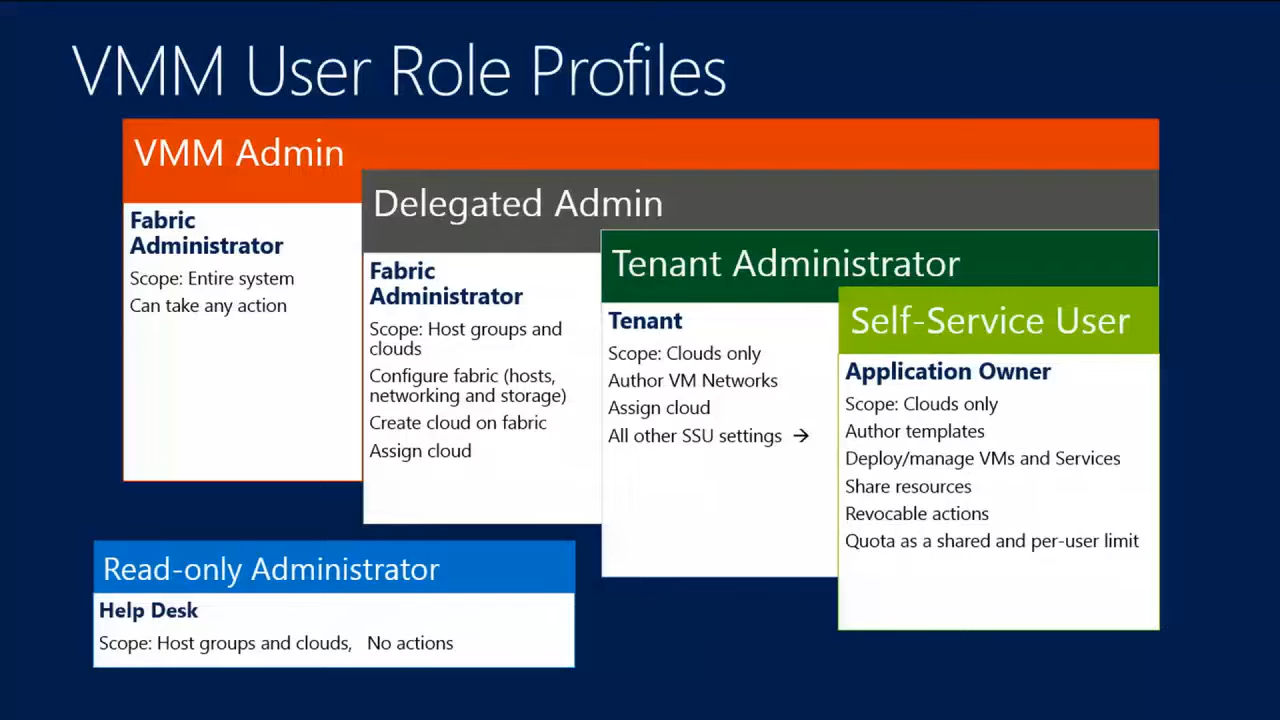 VMM User Role Profiles
VMM Admin
Fabric
Administrator
Scope: Entire system
Can take any action
Delegated Admin
Fabric
Administrator
Scope: Host groups and
clouds
Configure fabric (hosts,
networking and storage)
Create cloud on fabric
Assign cloud
Tenant Administrator
Tenant
Scope: Clouds only
Author VM Networks
Assign cloud
All other SSU settings →
Self-Service User
Application Owner
Scope: Clouds only
Author templates
Deploy/manage VMs and Services
Share resources
Revocable actions
Quota as a shared and per-user limit
Read-only Administrator
Help Desk
Scope: Host groups and clouds, No actions